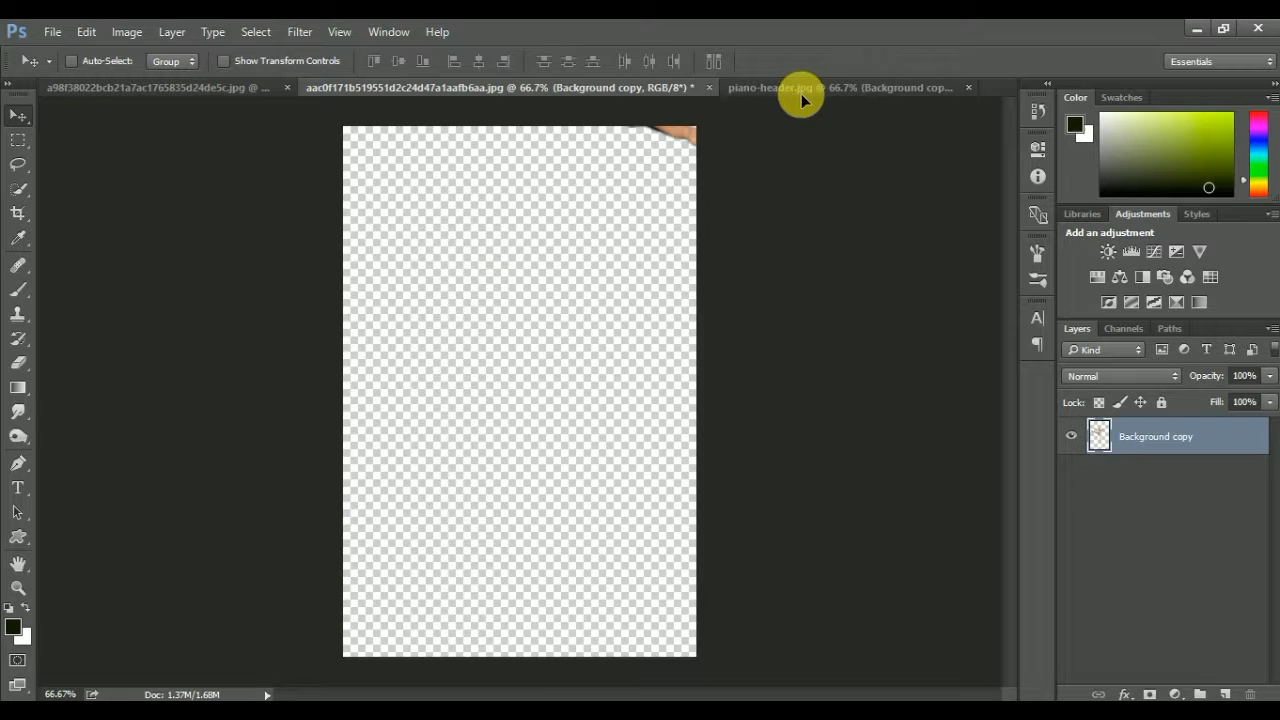 Ps File Edit Image Layer Type Select Filter View Window Help
Auto-Select: Group Show Transform Controls Essentials
a98f38022bcb21a7ac1765835d24de5c.jpg @ ... × aac0f171b519551d2c24d47a1aafb6aa.jpg @ 66.7% (Background copy, RGB/8*) * × piano-header.jpg @ 66.7% (Background cop... ×
Color Swatches
Libraries Adjustments Styles
Add an adjustment
Layers Channels Paths
Kind
Normal Opacity: 100%
Lock: Fill: 100%
Background copy
66.67% Doc: 1.37M/1.68M